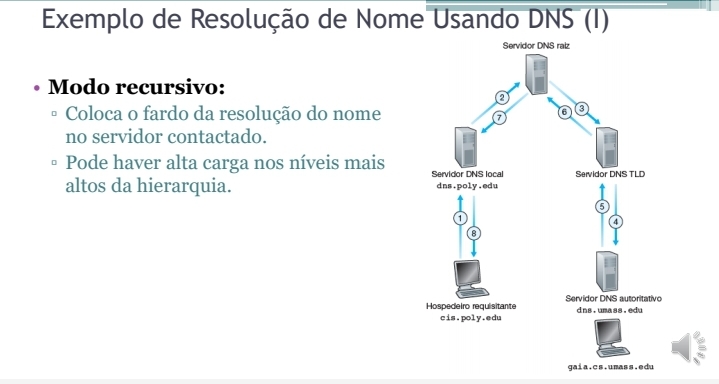 Exemplo de Resolução de Nome Usando DNS (I)
Servidor DNS raiz
• Modo recursivo:
▫ Coloca o fardo da resolução do nome
no servidor contactado.
▫ Pode haver alta carga nos níveis mais
altos da hierarquia.
2
7
6
3
Servidor DNS local
dns.poly.edu
Servidor DNS TLD
1
8
5
4
Hospedeiro requisitante
cis.poly.edu
Servidor DNS autoritativo
dns.umass.edu
gaia.cs.umass.edu